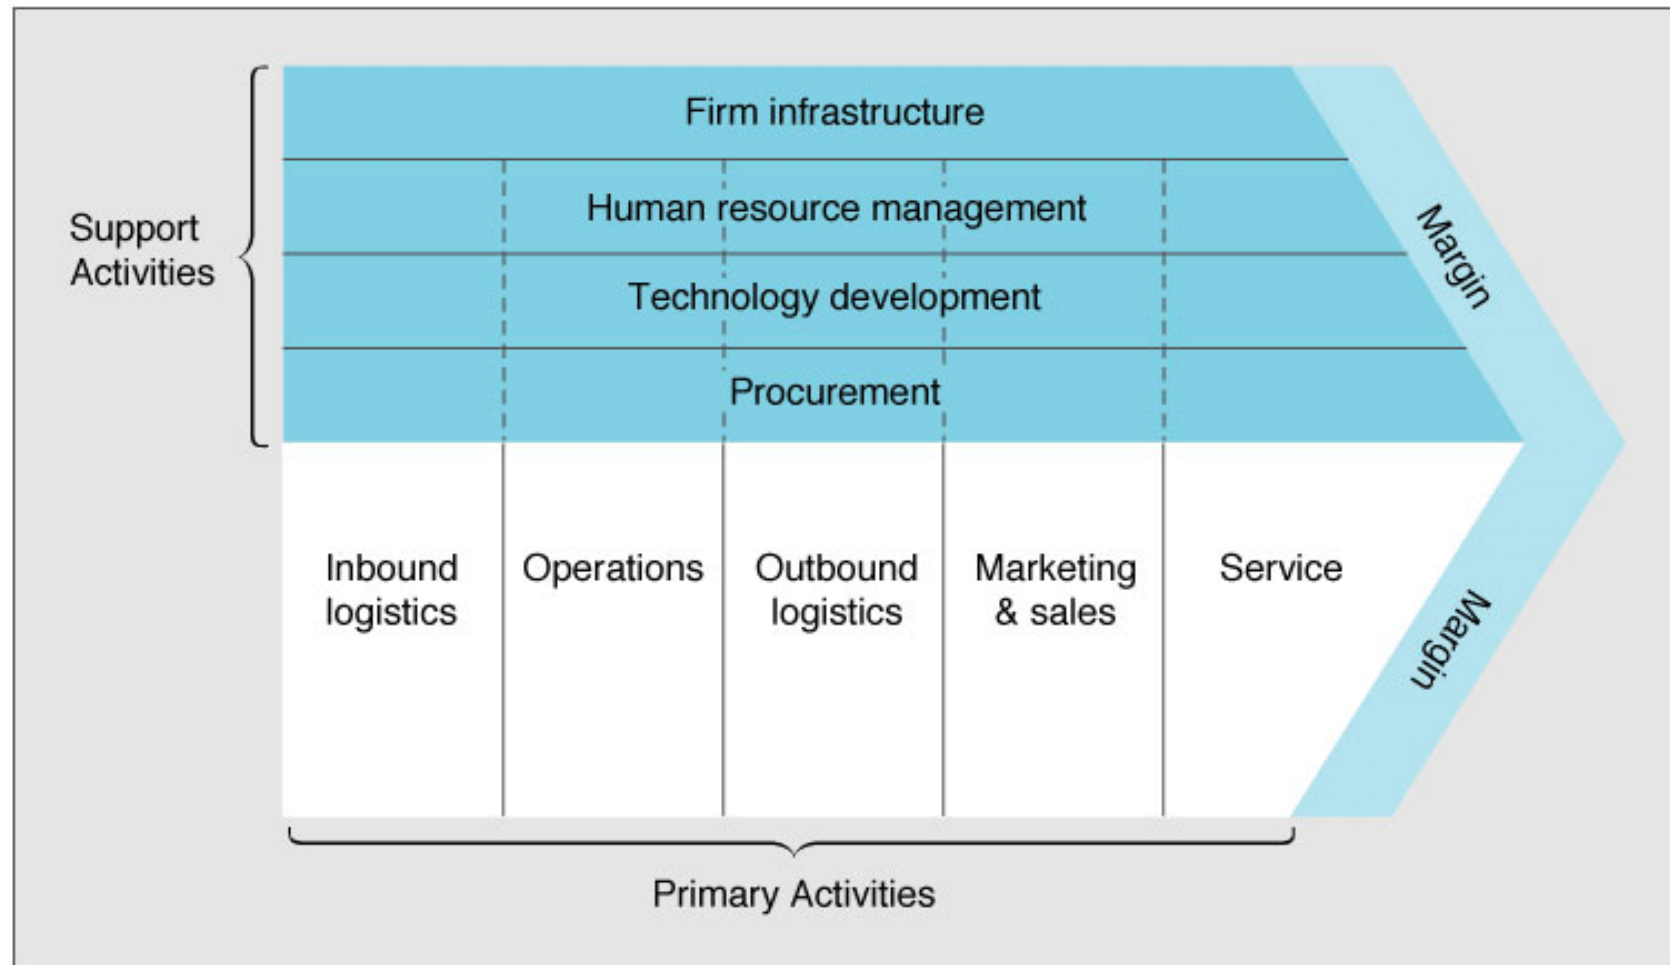 Firm infrastructure
Human resource management
Technology development
Procurement
Support
Activities
Margin
Inbound
logistics
Operations
Outbound
logistics
Marketing
& sales
Service
Margin
Primary Activities